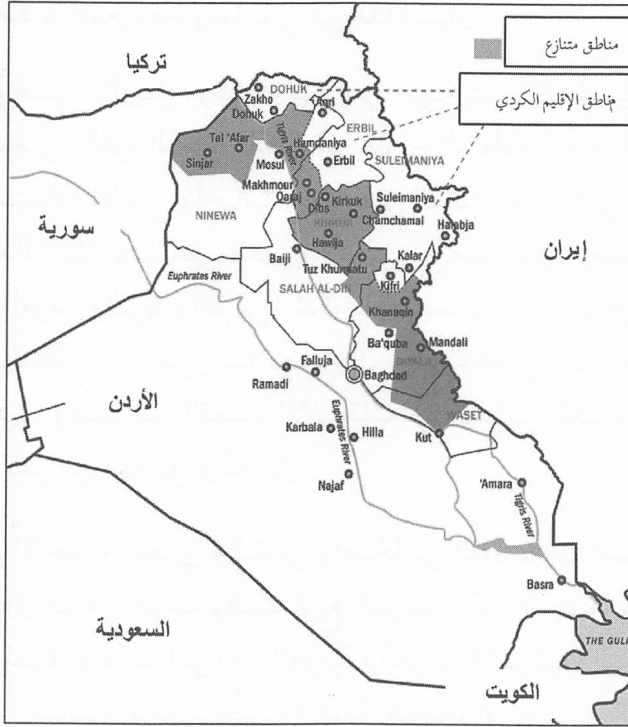 مناطق متنازع
مناطق الإقليم الكردي
تركيا
DOHUK
Zakho
Dohuk
Aqri
ERBIL
Tal 'Afar
Tigris River
Hamdaniya
Sinjar
Mosul
Erbil
SULEIMANIYA
Makhmour
Qaraj
Dibs
Kirkuk
Suleimaniya
NINEWA
KIRKUK
Chamchamal
سورية
Hawija
Halabja
إيران
Baiji
Tuz Khurmatu
Kalar
Euphrates River
SALAH AL-DIN
Kifri
Khanaqin
Ba'quba
Mandali
DIYALA
Falluja
Ramadi
Baghdad
الأردن
WASET
Euphrates River
Karbala
Hilla
Kut
Najaf
'Amara
Tigris River
Basra
السعودية
THE GULF
الكويت